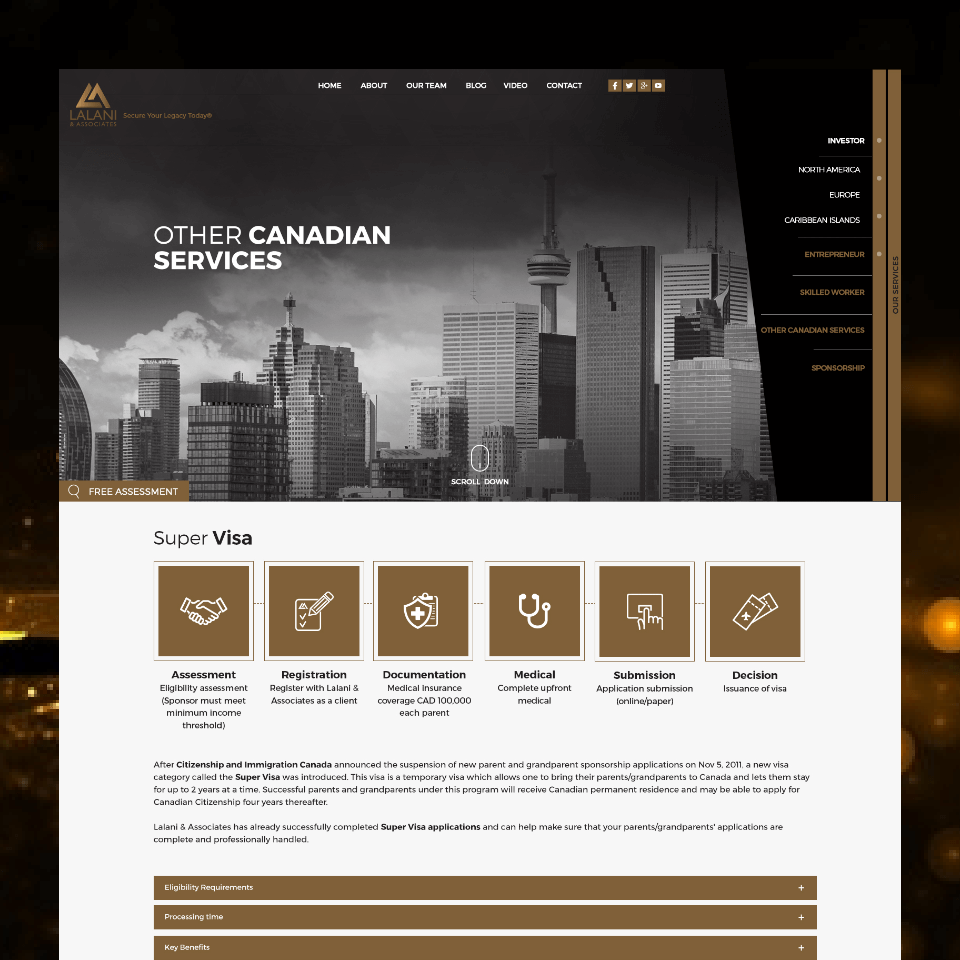 HOME ABOUT OUR TEAM BLOG VIDEO CONTACT
LALANI
& ASSOCIATES
Secure Your Legacy Today®
INVESTOR
NORTH AMERICA
EUROPE
CARIBBEAN ISLANDS
ENTREPRENEUR
SKILLED WORKER
OTHER CANADIAN SERVICES
SPONSORSHIP
OUR SERVICES
OTHER CANADIAN
SERVICES
SCROLL DOWN
FREE ASSESSMENT
Super Visa
Assessment
Eligibility assessment
(Sponsor must meet
minimum income
threshold)
Registration
Register with Lalani &
Associates as a client
Documentation
Medical insurance
coverage CAD 100,000
each parent
Medical
Complete upfront
medical
Submission
Application submission
(online/paper)
Decision
Issuance of visa
After Citizenship and Immigration Canada announced the suspension of new parent and grandparent sponsorship applications on Nov 5, 2011, a new visa
category called the Super Visa was introduced. This visa is a temporary visa which allows one to bring their parents/grandparents to Canada and lets them stay
for up to 2 years at a time. Successful parents and grandparents under this program will receive Canadian permanent residence and may be able to apply for
Canadian Citizenship four years thereafter.
Lalani & Associates has already successfully completed Super Visa applications and can help make sure that your parents/grandparents' applications are
complete and professionally handled.
Eligibility Requirements +
Processing time +
Key Benefits +